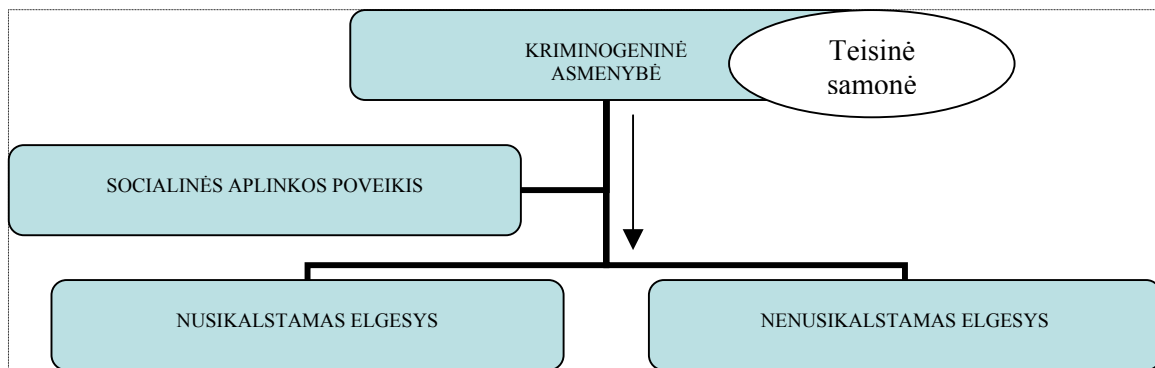 KRIMINOGENINĖ
ASMENYBĖ
Teisinė
samonė
SOCIALINĖS APLINKOS POVEIKIS
NUSIKALSTAMAS ELGESYS
NENUSIKALSTAMAS ELGESYS